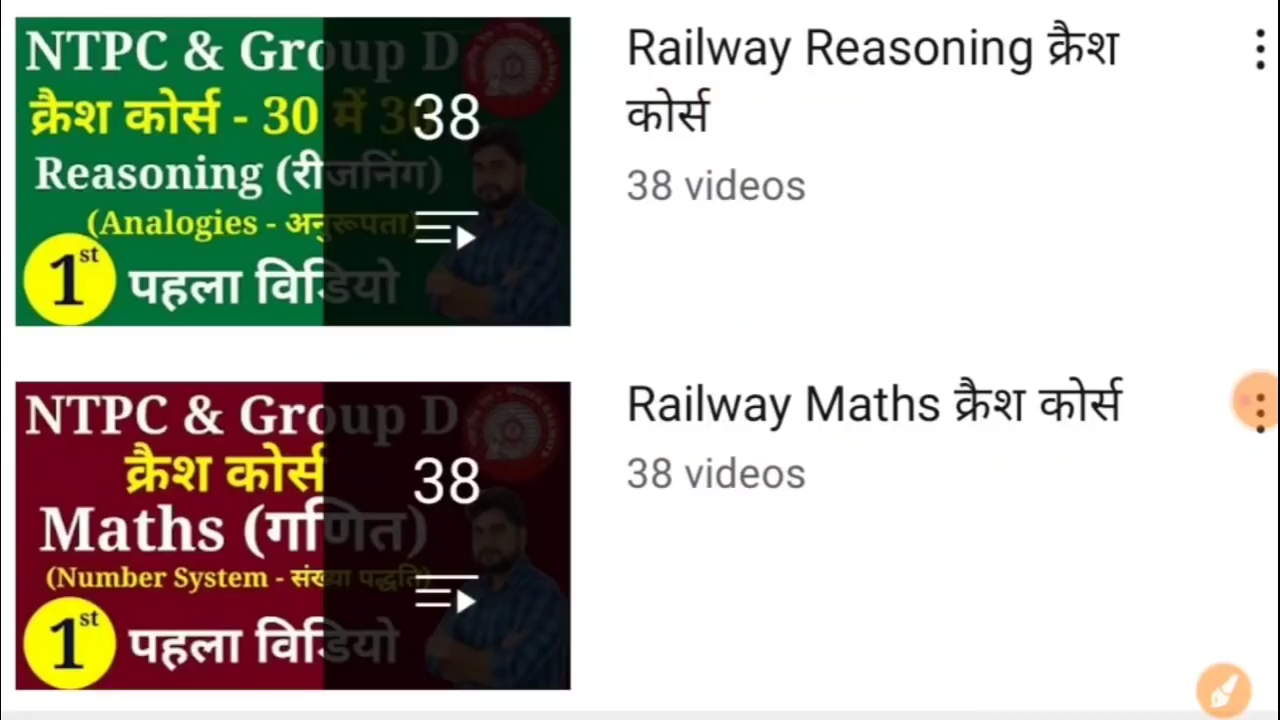 NTPC & Group D
क्रैश कोर्स - 30 में 30
38
Reasoning (रीजनिंग)
(Analogies - अनुरूपता)
1st पहला विडियो
Railway Reasoning क्रैश
कोर्स
38 videos
NTPC & Group D
क्रैश कोर्स
38
Maths (गणित)
(Number System - संख्या पद्धति)
1st पहला विडियो
Railway Maths क्रैश कोर्स
38 videos